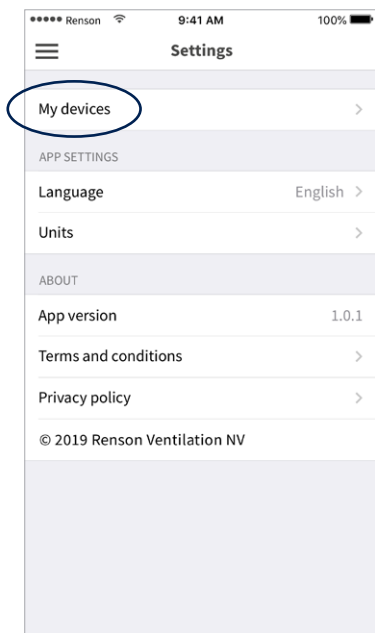 Renson 9:41 AM 100%
Settings
My devices
APP SETTINGS
Language English
Units
ABOUT
App version 1.0.1
Terms and conditions
Privacy policy
© 2019 Renson Ventilation NV